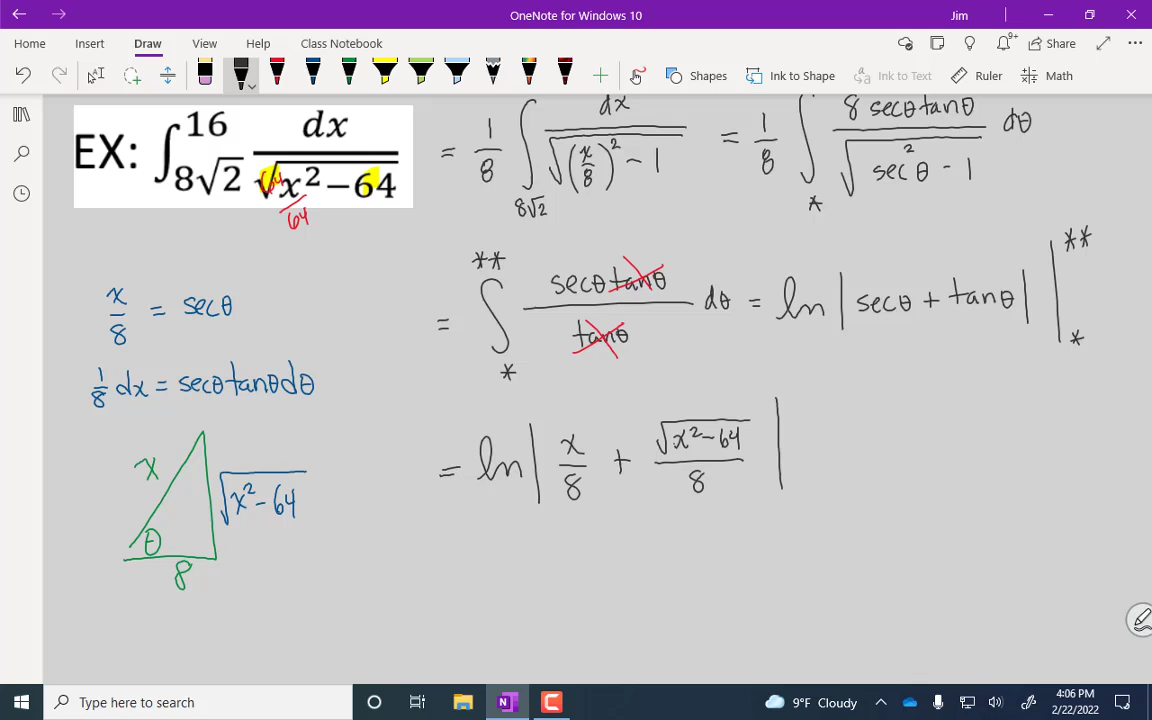 OneNote for Windows 10
Jim
Home Insert Draw View Help Class Notebook
9+
Share
Shapes
Ink to Shape
Ink to Text
Ruler
Math
EX: ∫_{8√2}^{16} dx/√(x² − 64)
64
64
= 1/8 ∫_{8√2} dx/√((x/8)² − 1) = 1/8 ∫_* 8 secθ tanθ/√(sec²θ − 1) dθ
= ∫_*^{**} secθ tanθ/tanθ dθ = ln|secθ + tanθ| |_*^{**}
x/8 = secθ
1/8 dx = secθtanθdθ
= ln|x/8 + √(x²−64)/8|
x
√(x²−64)
θ
8
Type here to search
9°F Cloudy
4:06 PM
2/22/2022